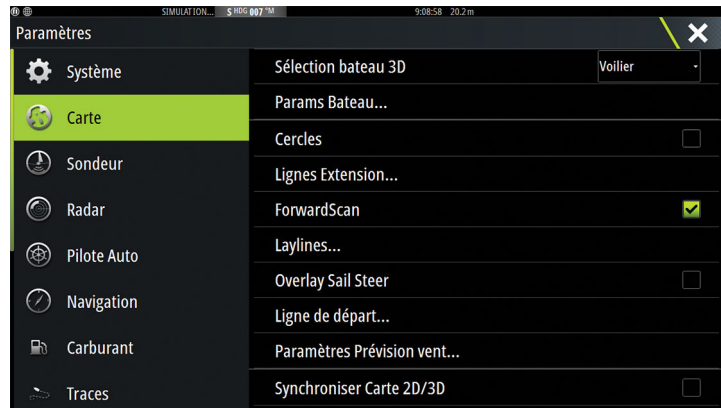 SIMULATION... S HDG 007 °M 9:08:58 20.2 m
Paramètres
Système
Carte
Sondeur
Radar
Pilote Auto
Navigation
Carburant
Traces
Sélection bateau 3D Voilier
Params Bateau...
Cercles
Lignes Extension...
ForwardScan
Laylines...
Overlay Sail Steer
Ligne de départ...
Paramètres Prévision vent...
Synchroniser Carte 2D/3D